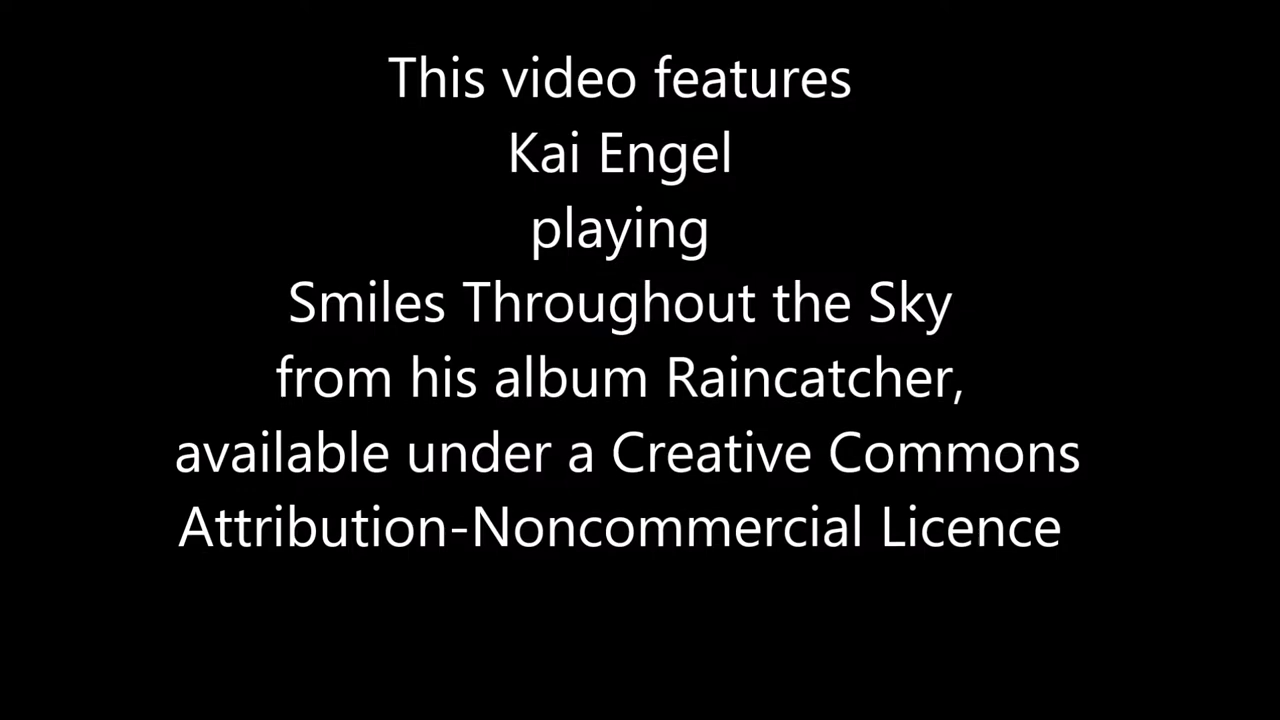 This video features
Kai Engel
playing
Smiles Throughout the Sky
from his album Raincatcher,
available under a Creative Commons
Attribution-Noncommercial Licence